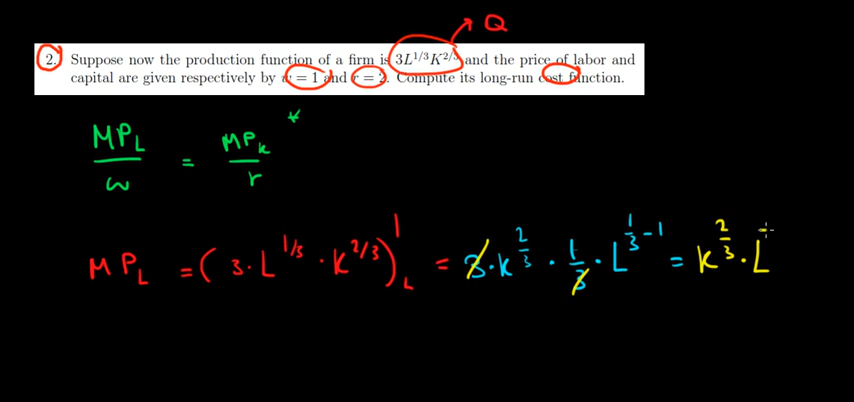 Q
2. Suppose now the production function of a firm is 3L^{1/3}K^{2/3} and the price of labor and
capital are given respectively by w = 1 and r = 2. Compute its long-run cost function.
MP_L / w = MP_K / r *
MP_L = (3 · L^{1/3} · K^{2/3})'_L = 3 · K^{2/3} · 1/3 · L^{1/3 - 1} = K^{2/3} · L^{-